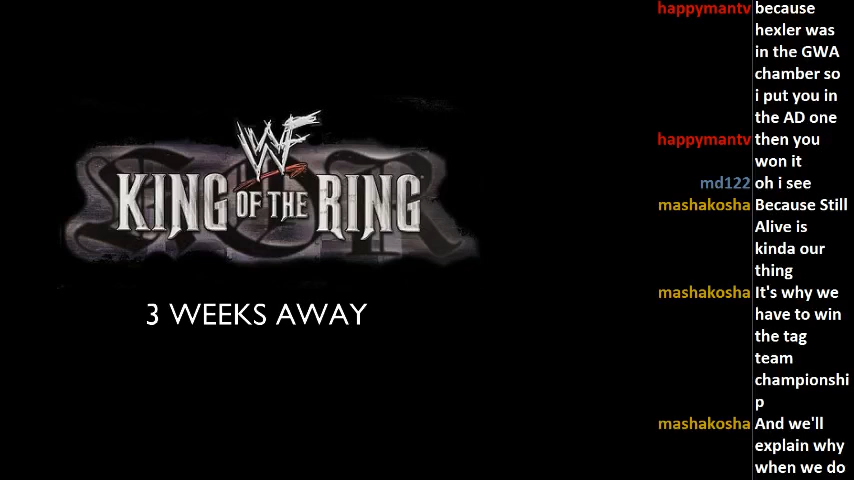 WWF
KING OF THE RING
3 WEEKS AWAY
happymantv because
hexler was
in the GWA
chamber so
i put you in
the AD one
happymantv then you
won it
md122 oh i see
mashakosha Because Still
Alive is
kinda our
thing
mashakosha It's why we
have to win
the tag
team
championshi
p
mashakosha And we'll
explain why
when we do